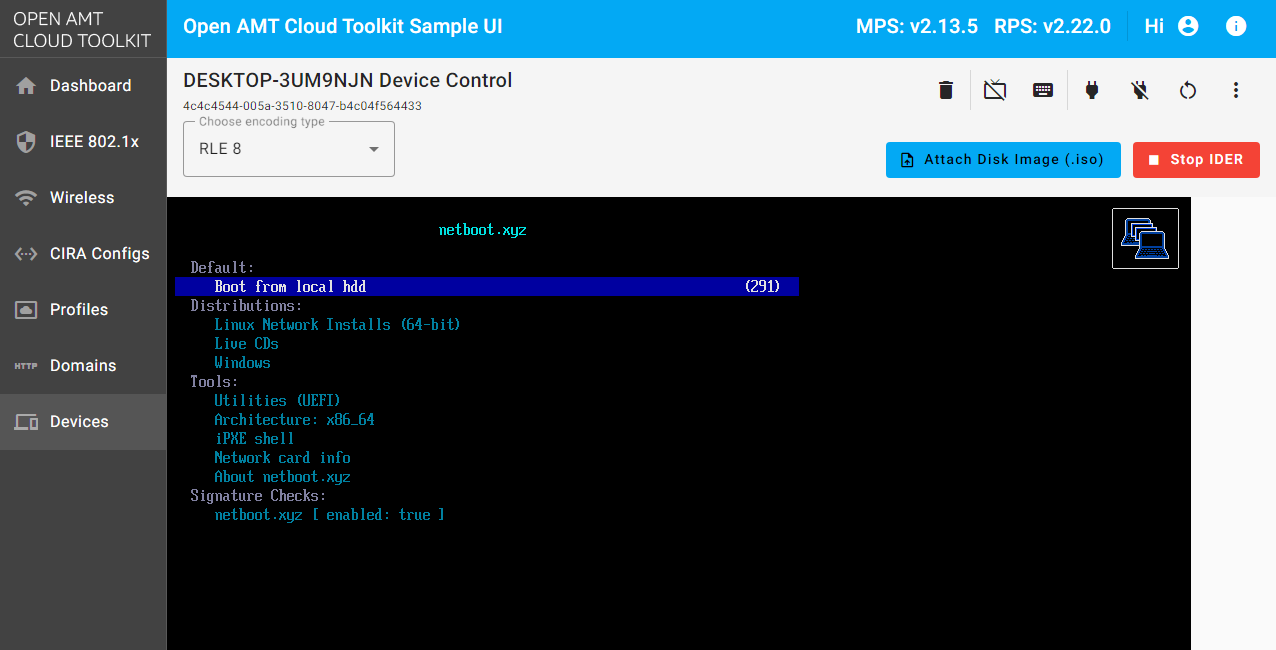 OPEN AMT
CLOUD TOOLKIT
Open AMT Cloud Toolkit Sample UI
MPS: v2.13.5 RPS: v2.22.0
Hi
Dashboard
IEEE 802.1x
Wireless
CIRA Configs
Profiles
HTTP Domains
Devices
DESKTOP-3UM9NJN Device Control
4c4c4544-005a-3510-8047-b4c04f564433
Choose encoding type
RLE 8
Attach Disk Image (.iso)
Stop IDER
netboot.xyz
Default:
Boot from local hdd (291)
Distributions:
Linux Network Installs (64-bit)
Live CDs
Windows
Tools:
Utilities (UEFI)
Architecture: x86_64
iPXE shell
Network card info
About netboot.xyz
Signature Checks:
netboot.xyz [ enabled: true ]